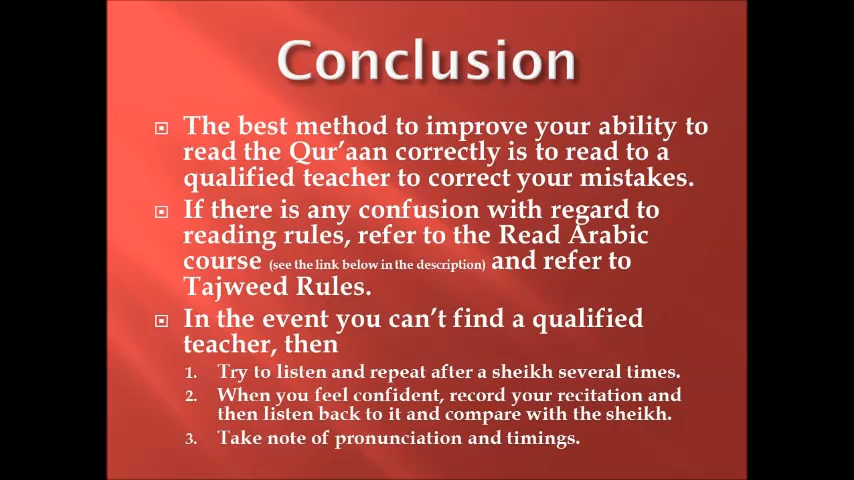 Conclusion
The best method to improve your ability to
read the Qur’aan correctly is to read to a
qualified teacher to correct your mistakes.
If there is any confusion with regard to
reading rules, refer to the Read Arabic
course (see the link below in the description) and refer to
Tajweed Rules.
In the event you can’t find a qualified
teacher, then
1. Try to listen and repeat after a sheikh several times.
2. When you feel confident, record your recitation and
then listen back to it and compare with the sheikh.
3. Take note of pronunciation and timings.